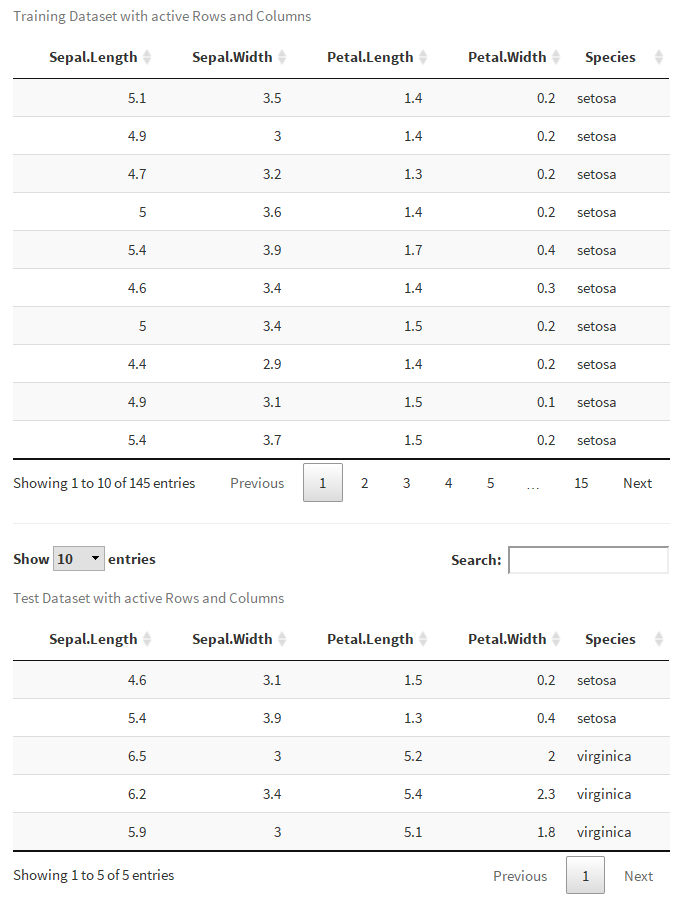 Training Dataset with active Rows and Columns
Sepal.Length Sepal.Width Petal.Length Petal.Width Species
5.1 3.5 1.4 0.2 setosa
4.9 3 1.4 0.2 setosa
4.7 3.2 1.3 0.2 setosa
5 3.6 1.4 0.2 setosa
5.4 3.9 1.7 0.4 setosa
4.6 3.4 1.4 0.3 setosa
5 3.4 1.5 0.2 setosa
4.4 2.9 1.4 0.2 setosa
4.9 3.1 1.5 0.1 setosa
5.4 3.7 1.5 0.2 setosa
Showing 1 to 10 of 145 entries Previous 1 2 3 4 5 … 15 Next
Show 10 entries Search:
Test Dataset with active Rows and Columns
Sepal.Length Sepal.Width Petal.Length Petal.Width Species
4.6 3.1 1.5 0.2 setosa
5.4 3.9 1.3 0.4 setosa
6.5 3 5.2 2 virginica
6.2 3.4 5.4 2.3 virginica
5.9 3 5.1 1.8 virginica
Showing 1 to 5 of 5 entries Previous 1 Next